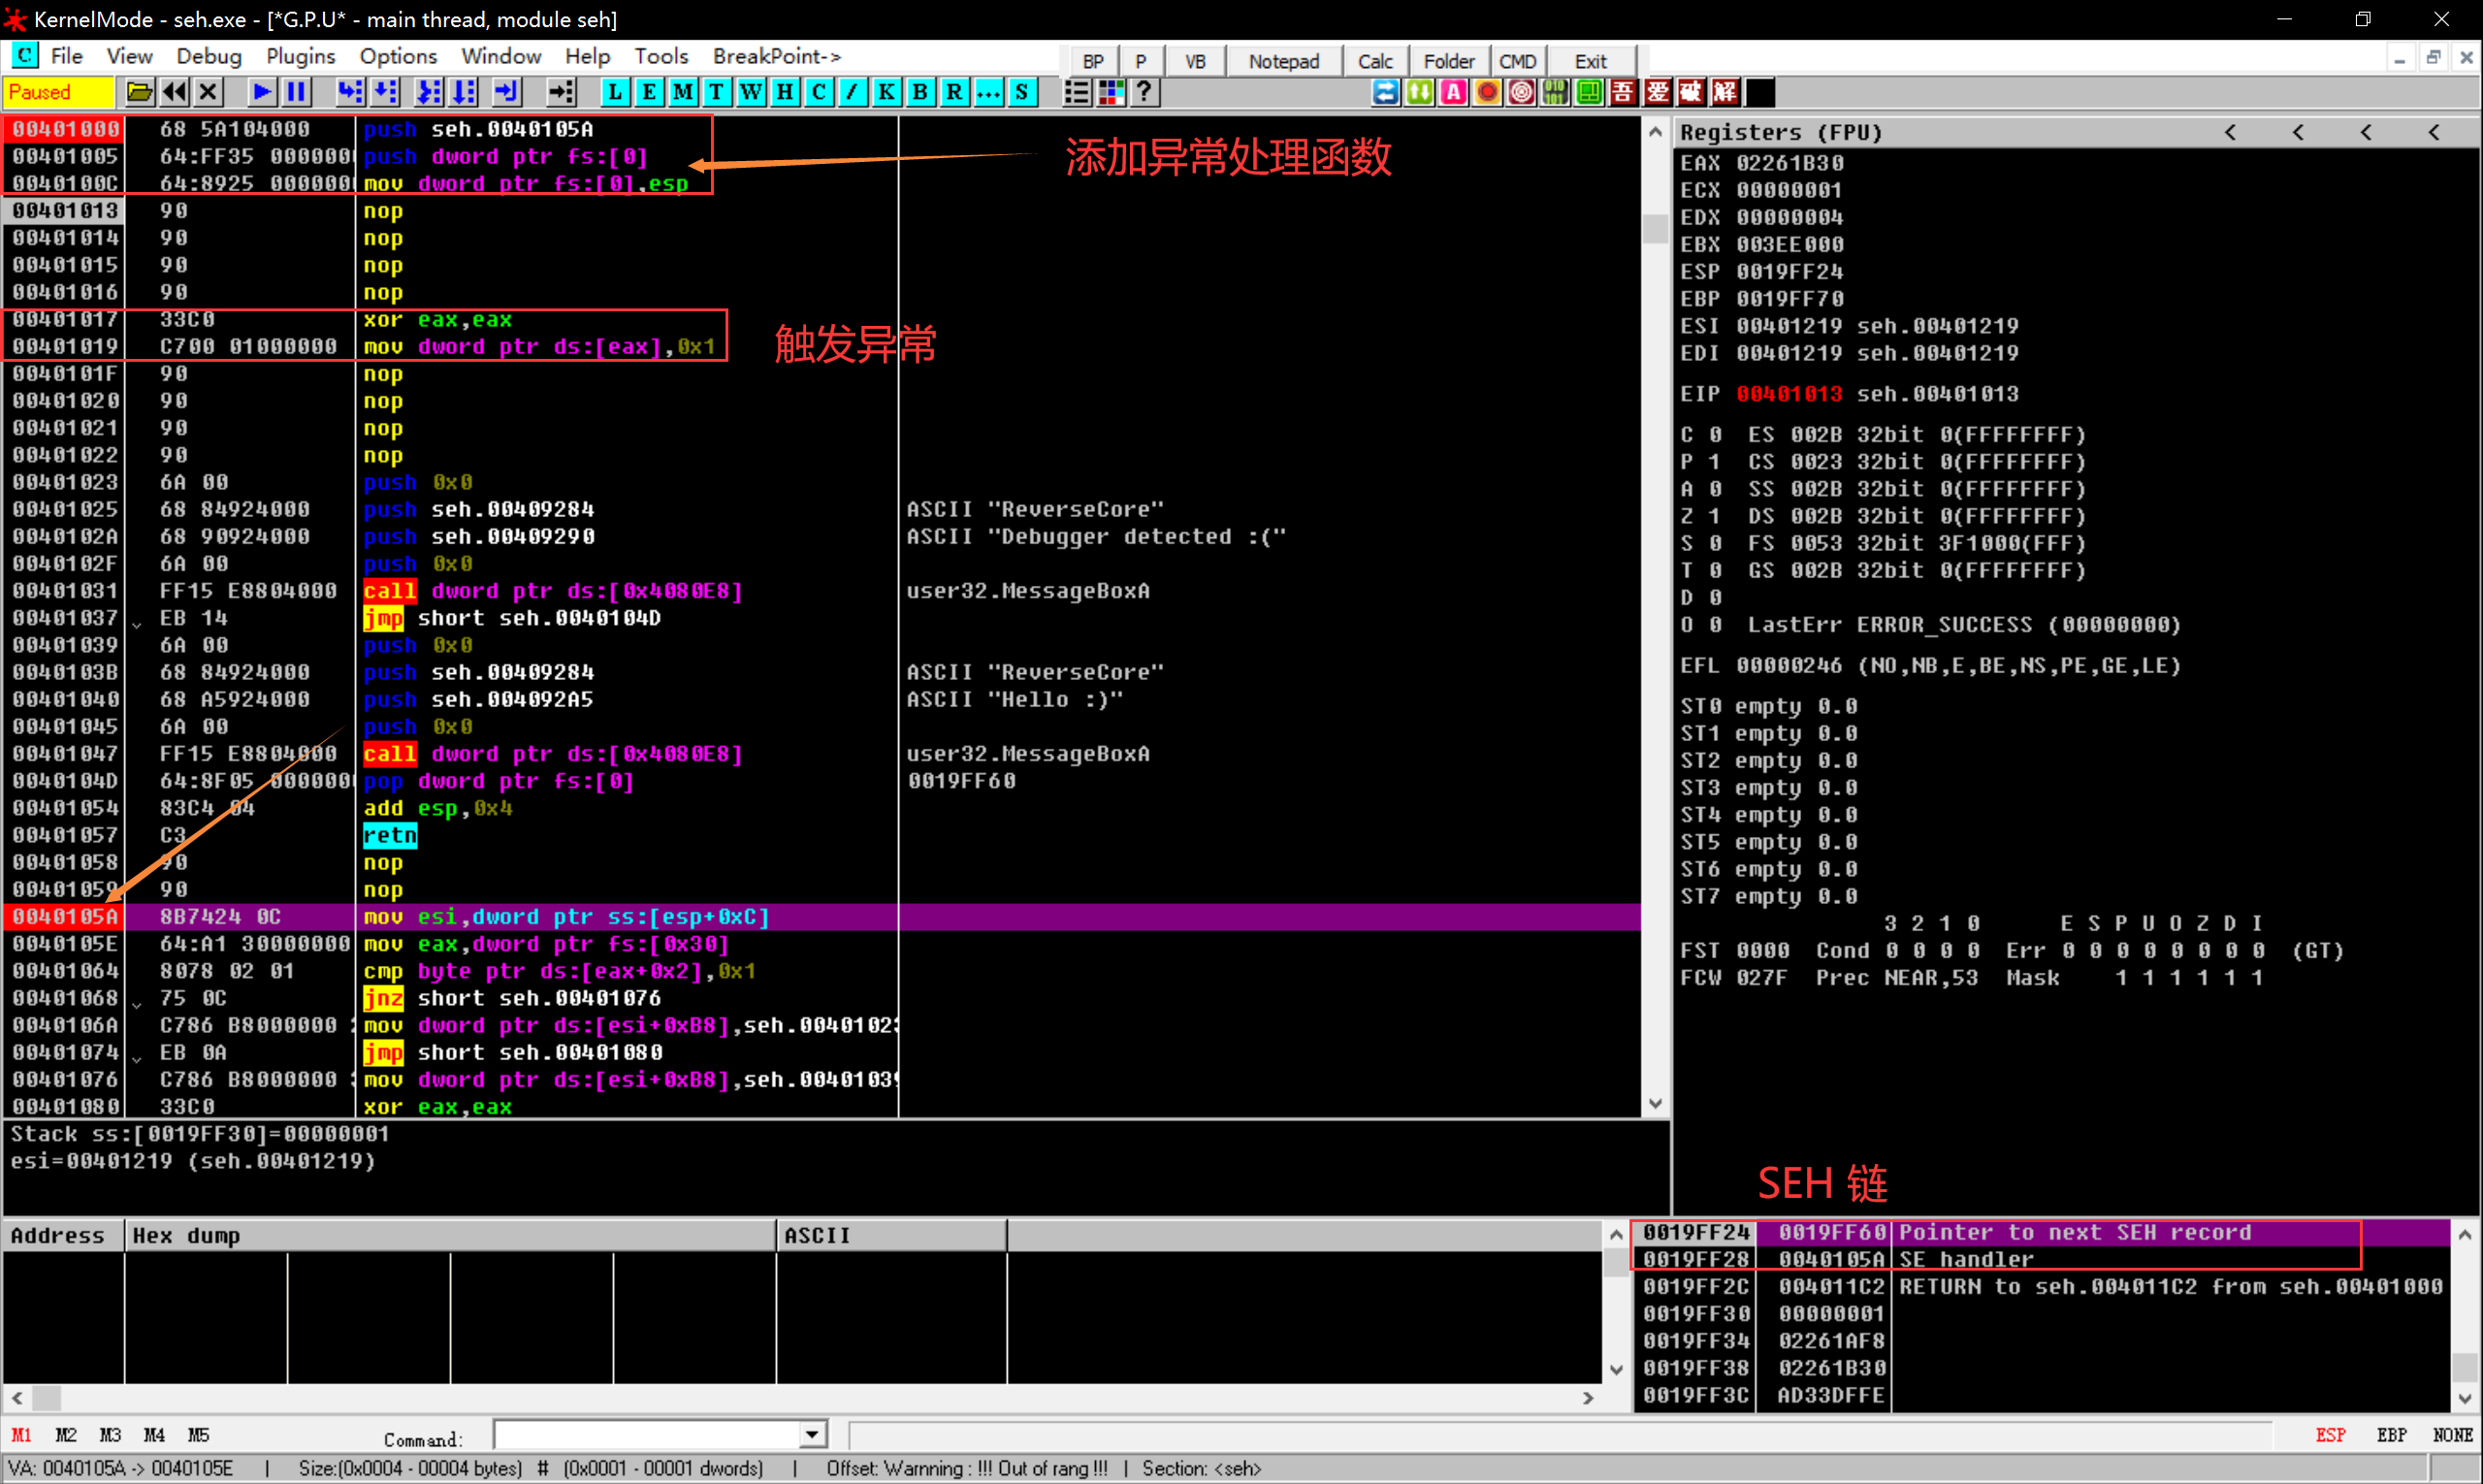 KernelMode - seh.exe - [*G.P.U* - main thread, module seh]
C File View Debug Plugins Options Window Help Tools BreakPoint-> BP P VB Notepad Calc Folder CMD Exit
Paused L E M T W H C / K B R ... S ? A 吾 爱 破 解
00401000 68 5A104000 push seh.0040105A
00401005 64:FF35 0000000 push dword ptr fs:[0]
0040100C 64:8925 0000000 mov dword ptr fs:[0],esp
添加异常处理函数
00401013 90 nop
00401014 90 nop
00401015 90 nop
00401016 90 nop
00401017 33C0 xor eax,eax
00401019 C700 01000000 mov dword ptr ds:[eax],0x1
触发异常
0040101F 90 nop
00401020 90 nop
00401021 90 nop
00401022 90 nop
00401023 6A 00 push 0x0
00401025 68 84924000 push seh.00409284 ASCII "ReverseCore"
0040102A 68 90924000 push seh.00409290 ASCII "Debugger detected :("
0040102F 6A 00 push 0x0
00401031 FF15 E8804000 call dword ptr ds:[0x4080E8] user32.MessageBoxA
00401037 EB 14 jmp short seh.0040104D
00401039 6A 00 push 0x0
0040103B 68 84924000 push seh.00409284 ASCII "ReverseCore"
00401040 68 A5924000 push seh.004092A5 ASCII "Hello :)"
00401045 6A 00 push 0x0
00401047 FF15 E8804000 call dword ptr ds:[0x4080E8] user32.MessageBoxA
0040104D 64:8F05 0000000 pop dword ptr fs:[0] 0019FF60
00401054 83C4 04 add esp,0x4
00401057 C3 retn
00401058 90 nop
00401059 90 nop
0040105A 8B7424 0C mov esi,dword ptr ss:[esp+0xC]
0040105E 64:A1 30000000 mov eax,dword ptr fs:[0x30]
00401064 8078 02 01 cmp byte ptr ds:[eax+0x2],0x1
00401068 75 0C jnz short seh.00401076
0040106A C786 B8000000 mov dword ptr ds:[esi+0xB8],seh.00401023
00401074 EB 0A jmp short seh.00401080
00401076 C786 B8000000 mov dword ptr ds:[esi+0xB8],seh.00401039
00401080 33C0 xor eax,eax
Stack ss:[0019FF30]=00000001
esi=00401219 (seh.00401219)
Registers (FPU) < < < <
EAX 02261B30
ECX 00000001
EDX 00000004
EBX 003EE000
ESP 0019FF24
EBP 0019FF70
ESI 00401219 seh.00401219
EDI 00401219 seh.00401219
EIP 00401013 seh.00401013
C 0 ES 002B 32bit 0(FFFFFFFF)
P 1 CS 0023 32bit 0(FFFFFFFF)
A 0 SS 002B 32bit 0(FFFFFFFF)
Z 1 DS 002B 32bit 0(FFFFFFFF)
S 0 FS 0053 32bit 3F1000(FFF)
T 0 GS 002B 32bit 0(FFFFFFFF)
D 0
O 0 LastErr ERROR_SUCCESS (00000000)
EFL 00000246 (NO,NB,E,BE,NS,PE,GE,LE)
ST0 empty 0.0
ST1 empty 0.0
ST2 empty 0.0
ST3 empty 0.0
ST4 empty 0.0
ST5 empty 0.0
ST6 empty 0.0
ST7 empty 0.0
3 2 1 0 E S P U O Z D I
FST 0000 Cond 0 0 0 0 Err 0 0 0 0 0 0 0 0 (GT)
FCW 027F Prec NEAR,53 Mask 1 1 1 1 1 1
SEH 链
Address Hex dump ASCII
0019FF24 0019FF60 Pointer to next SEH record
0019FF28 0040105A SE handler
0019FF2C 004011C2 RETURN to seh.004011C2 from seh.00401000
0019FF30 00000001
0019FF34 02261AF8
0019FF38 02261B30
0019FF3C AD33DFFE
M1 M2 M3 M4 M5 Command: ESP EBP NONE
VA: 0040105A -> 0040105E | Size:(0x0004 - 00004 bytes) # (0x0001 - 00001 dwords) | Offset: Warnning : !!! Out of rang !!! | Section: <seh>